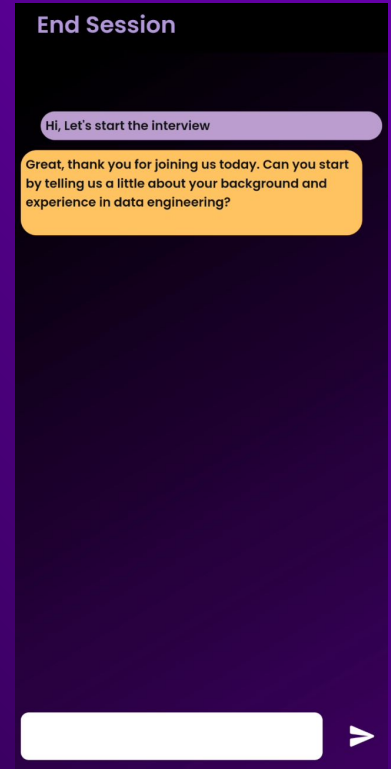 End Session
Hi, Let's start the interview
Great, thank you for joining us today. Can you start
by telling us a little about your background and
experience in data engineering?